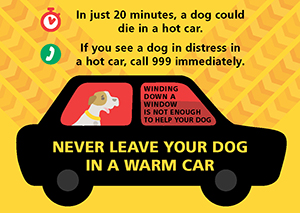 In just 20 minutes, a dog could
die in a hot car.
If you see a dog in distress in
a hot car, call 999 immediately.
WINDING
DOWN A
WINDOW
IS NOT ENOUGH
TO HELP YOUR DOG
NEVER LEAVE YOUR DOG
IN A WARM CAR